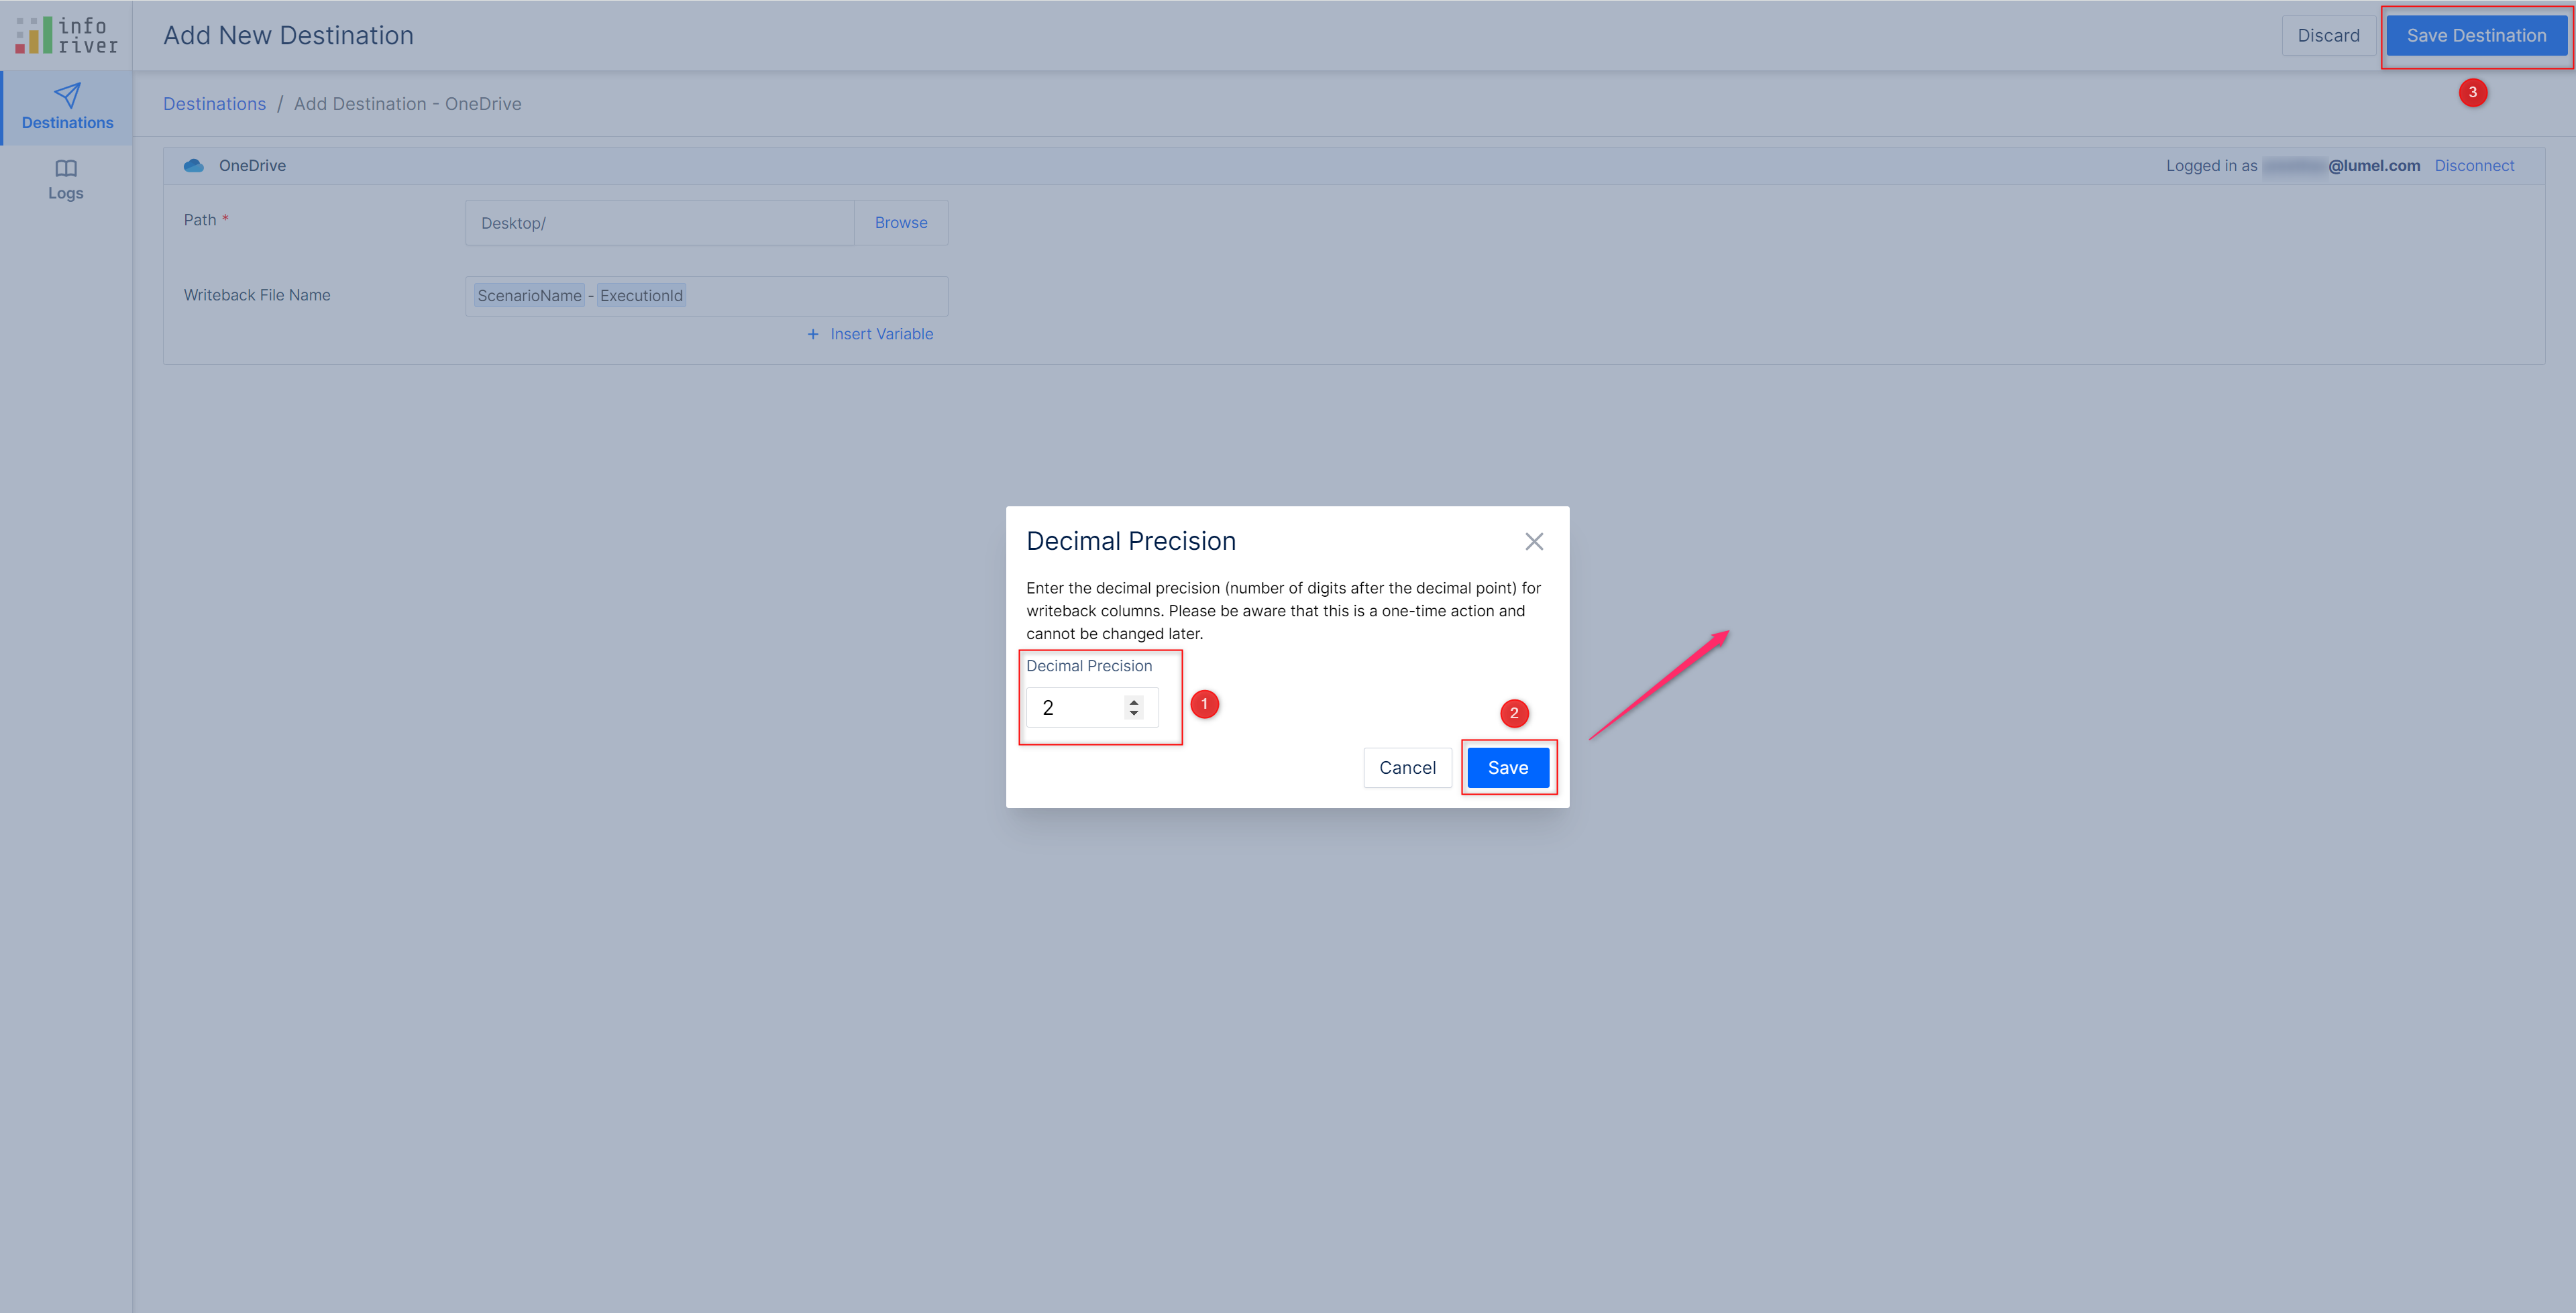 info
river
Add New Destination
Discard
Save Destination
3
Destinations
Logs
Destinations / Add Destination - OneDrive
OneDrive
Logged in as @lumel.com Disconnect
Path *
Desktop/
Browse
Writeback File Name
ScenarioName - ExecutionId
+ Insert Variable
Decimal Precision
Enter the decimal precision (number of digits after the decimal point) for
writeback columns. Please be aware that this is a one-time action and
cannot be changed later.
Decimal Precision
2
1
2
Cancel
Save